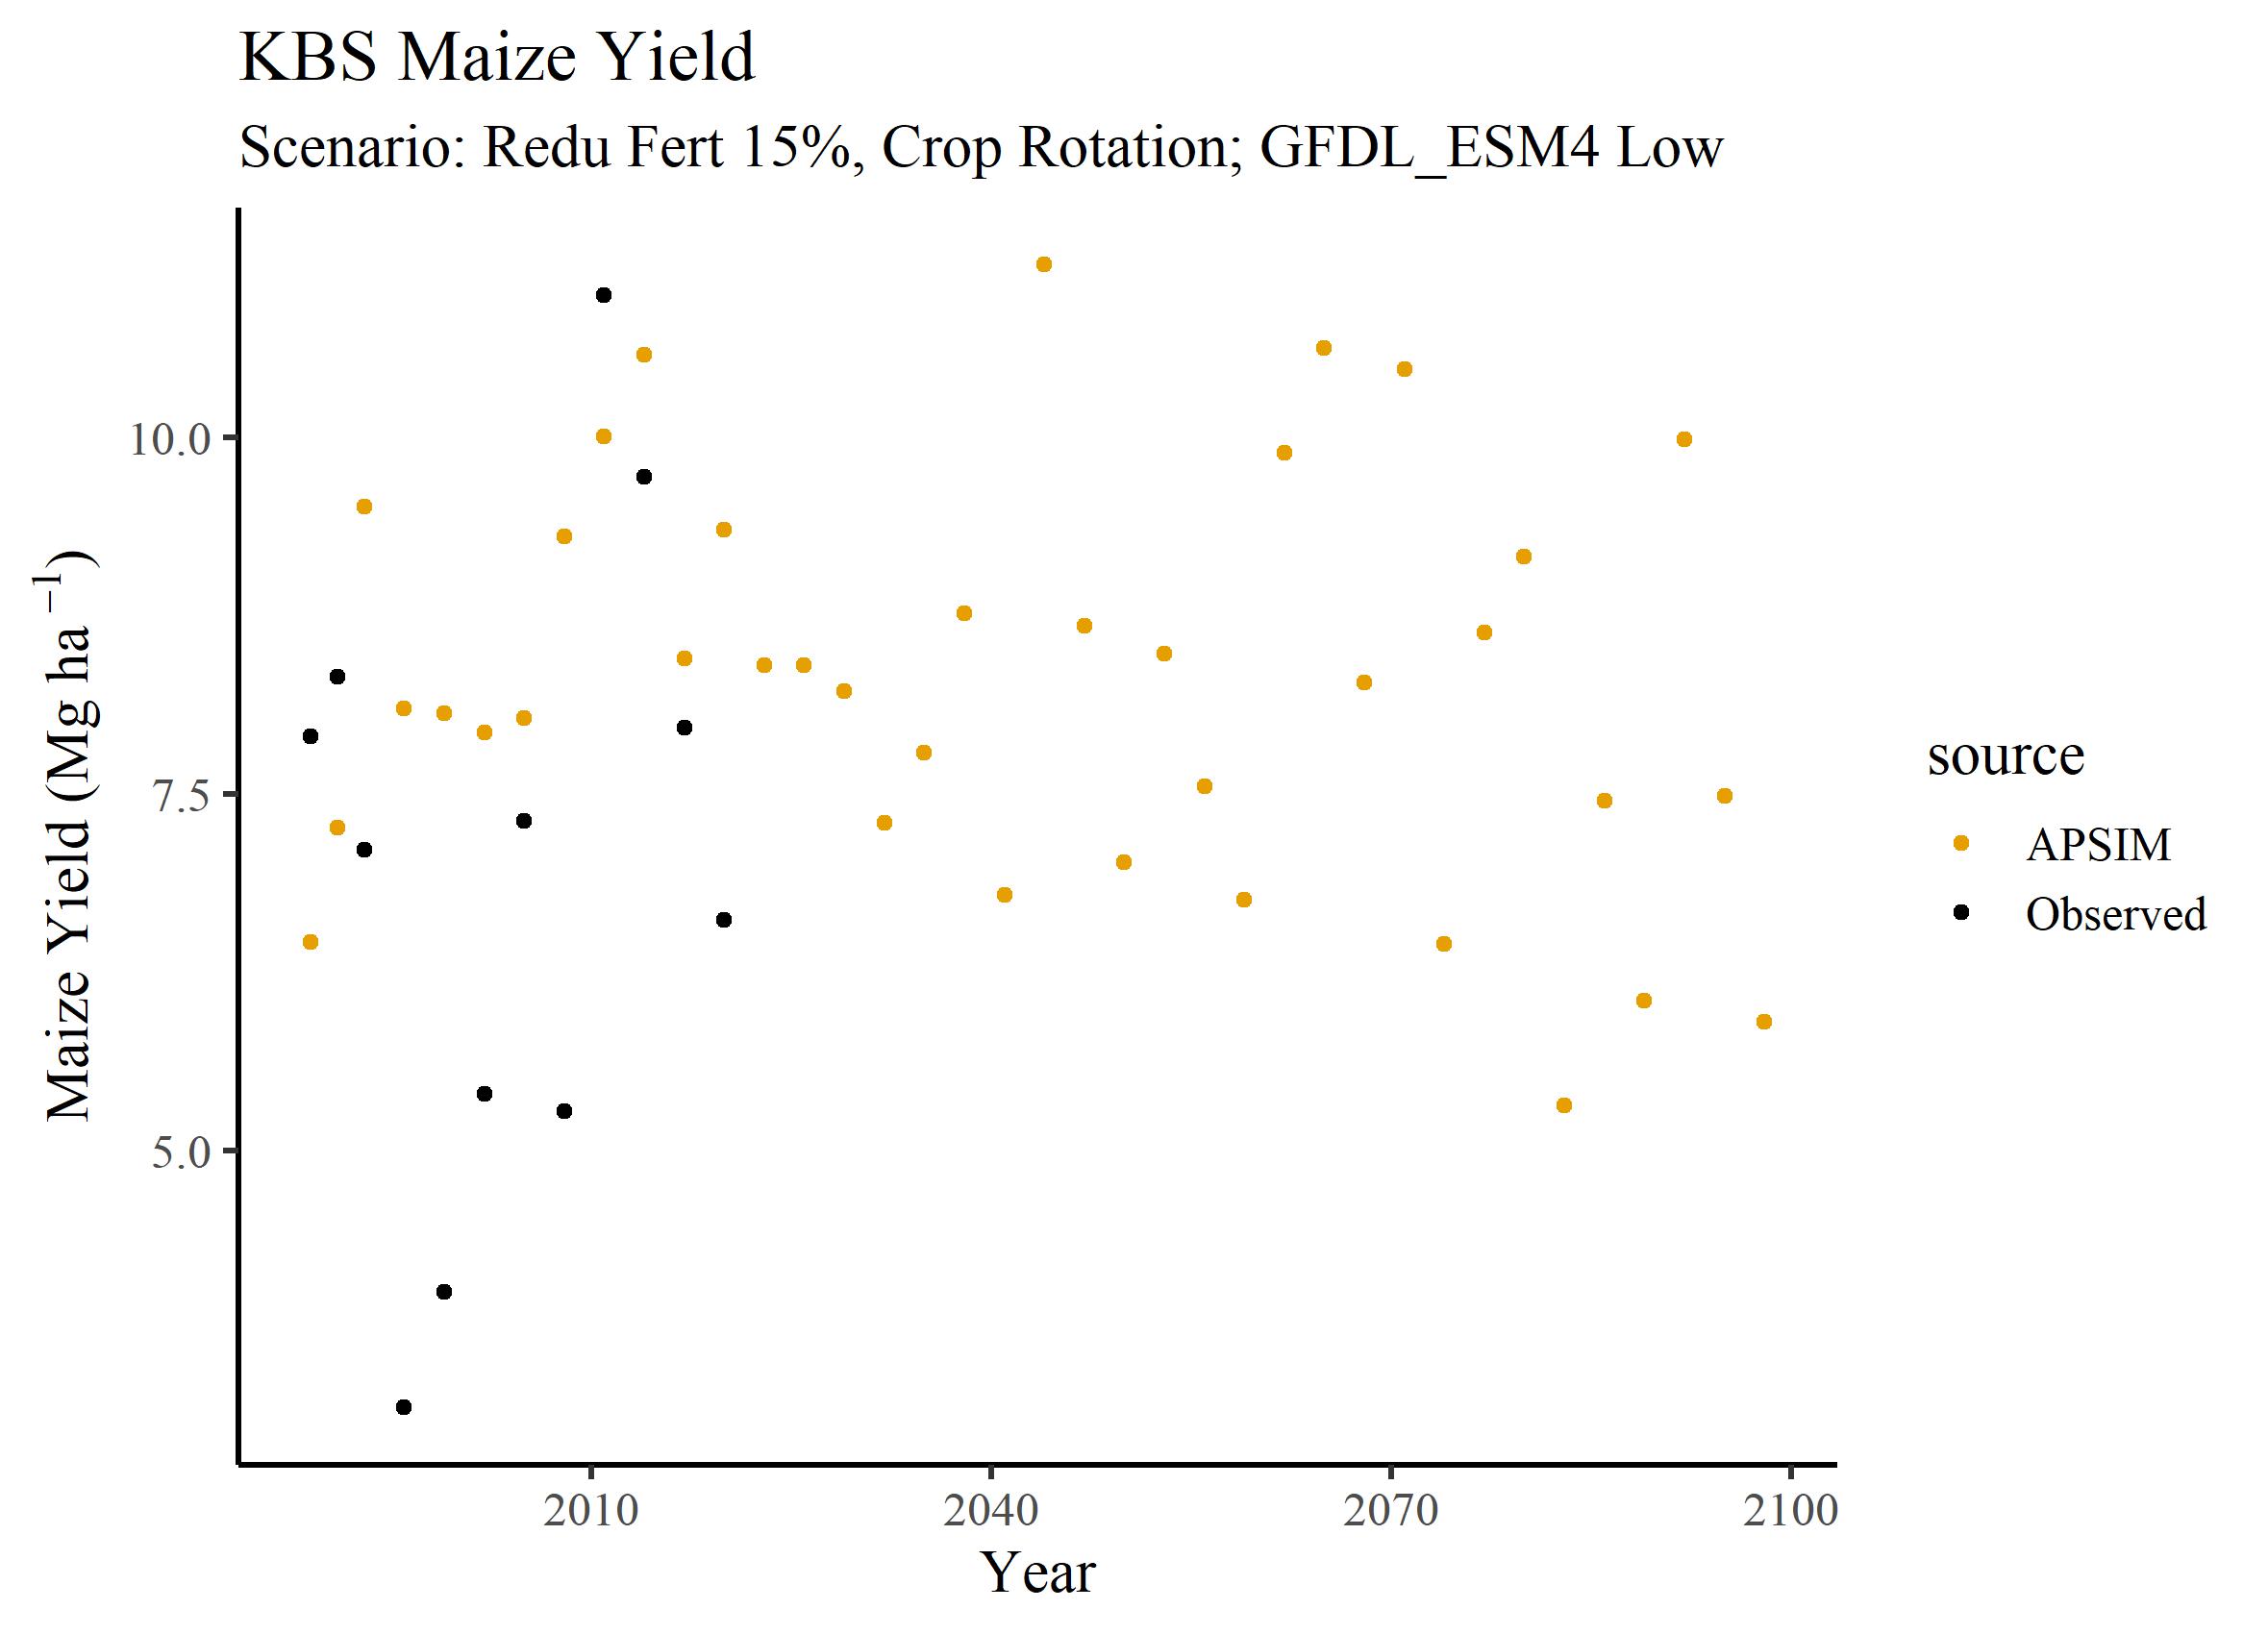 KBS Maize Yield
Scenario: Redu Fert 15%, Crop Rotation; GFDL_ESM4 Low
Maize Yield (Mg ha −1)
10.0
7.5
5.0
2010
2040
2070
2100
Year
source
APSIM
Observed